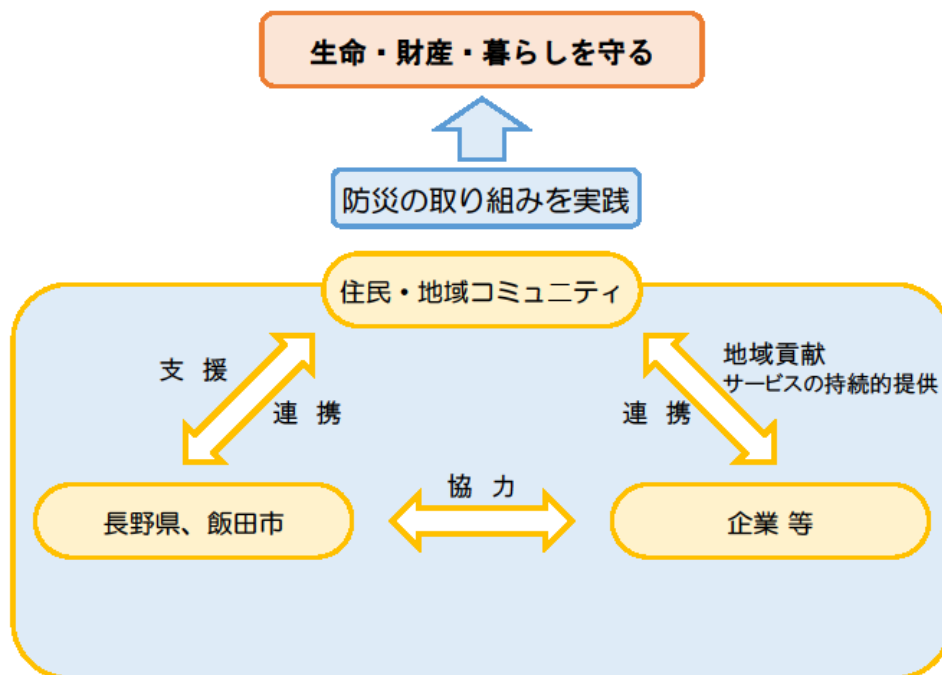 生命・財産・暮らしを守る
防災の取り組みを実践
住民・地域コミュニティ
支 援
連 携
地域貢献
サービスの持続的提供
連 携
協 力
長野県、飯田市
企業 等